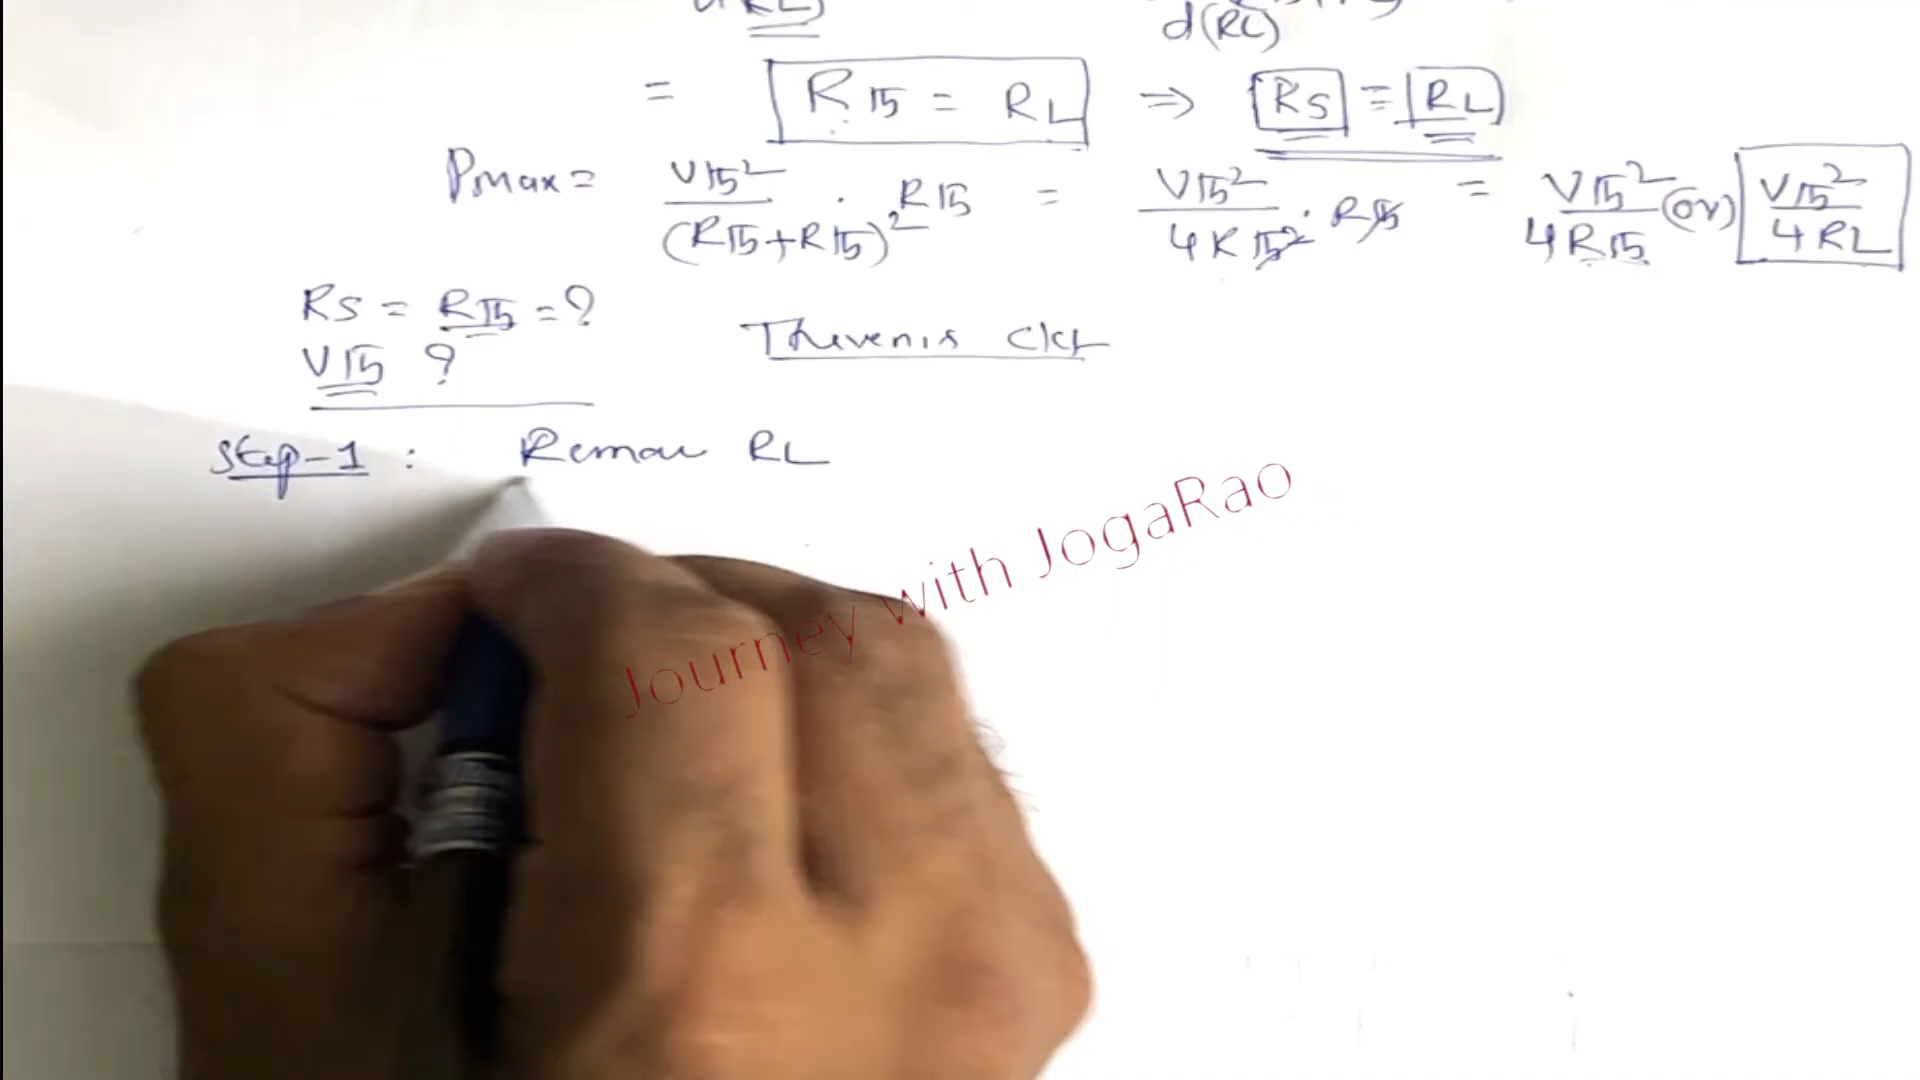 d(RL)
= RTh = RL ⇒ RS = RL
Pmax = VTh² / (RTh+RTh)² · RTh = VTh² / 4RTh² · RTh = VTh² / 4RTh (or) VTh² / 4RL
RS = RTh = ?
VTh ?
Thevenis Ckt
Step-1 : Remove RL
Journey with JogaRao